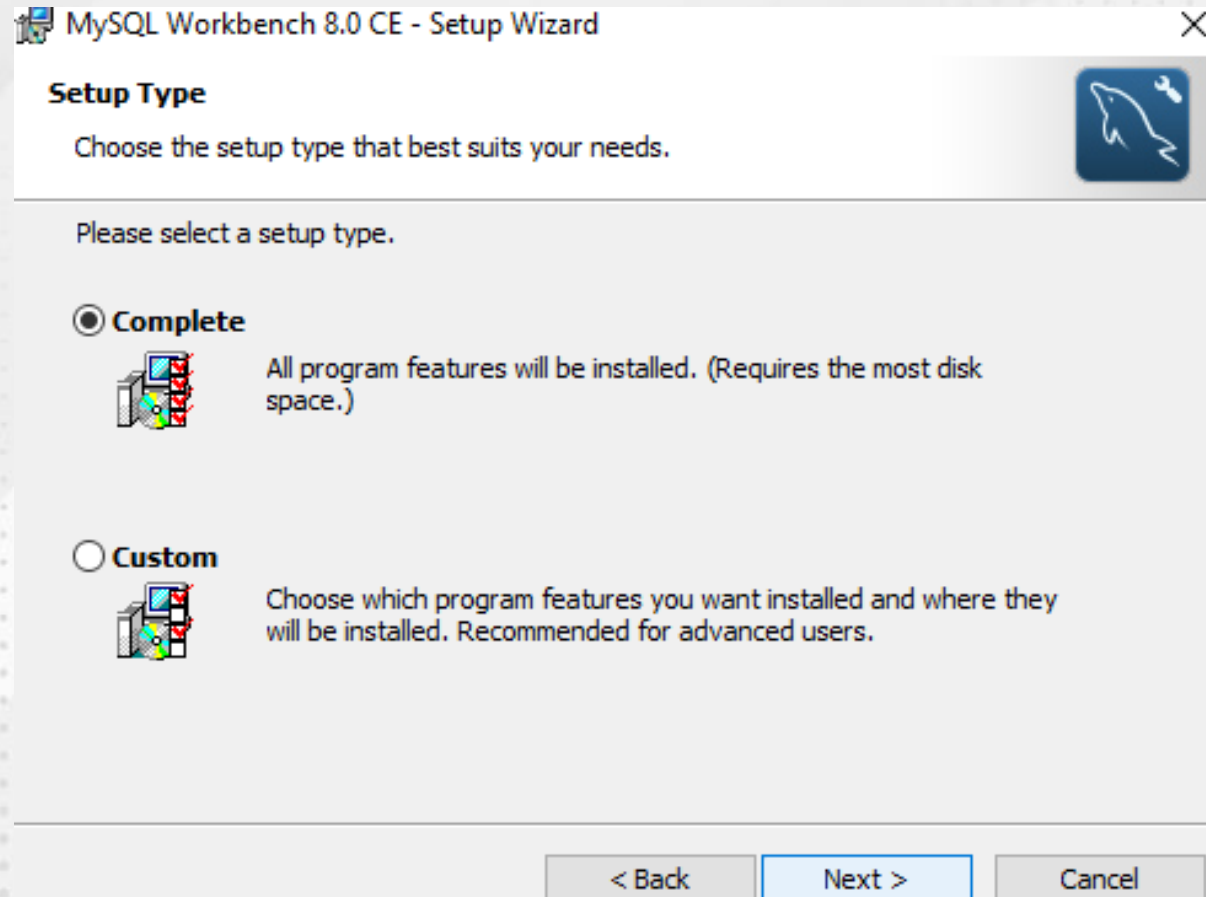 MySQL Workbench 8.0 CE - Setup Wizard
Setup Type
Choose the setup type that best suits your needs.
Please select a setup type.
Complete
All program features will be installed. (Requires the most disk
space.)
Custom
Choose which program features you want installed and where they
will be installed. Recommended for advanced users.
< Back Next > Cancel